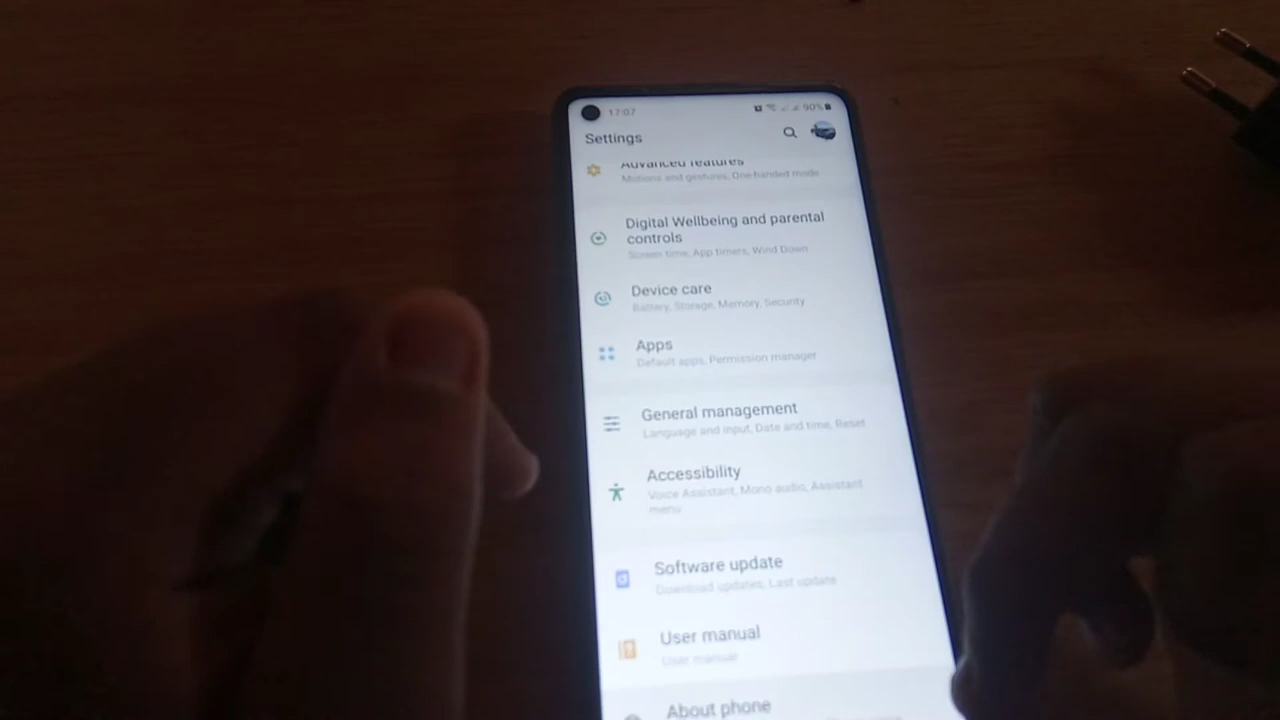 17:07
90%
Settings
Advanced features
Motions and gestures, One-handed mode
Digital Wellbeing and parental
controls
Screen time, App timers, Wind Down
Device care
Battery, Storage, Memory, Security
Apps
Default apps, Permission manager
General management
Language and input, Date and time, Reset
Accessibility
Voice Assistant, Mono audio, Assistant
menu
Software update
Download updates, Last update
User manual
User manual
About phone